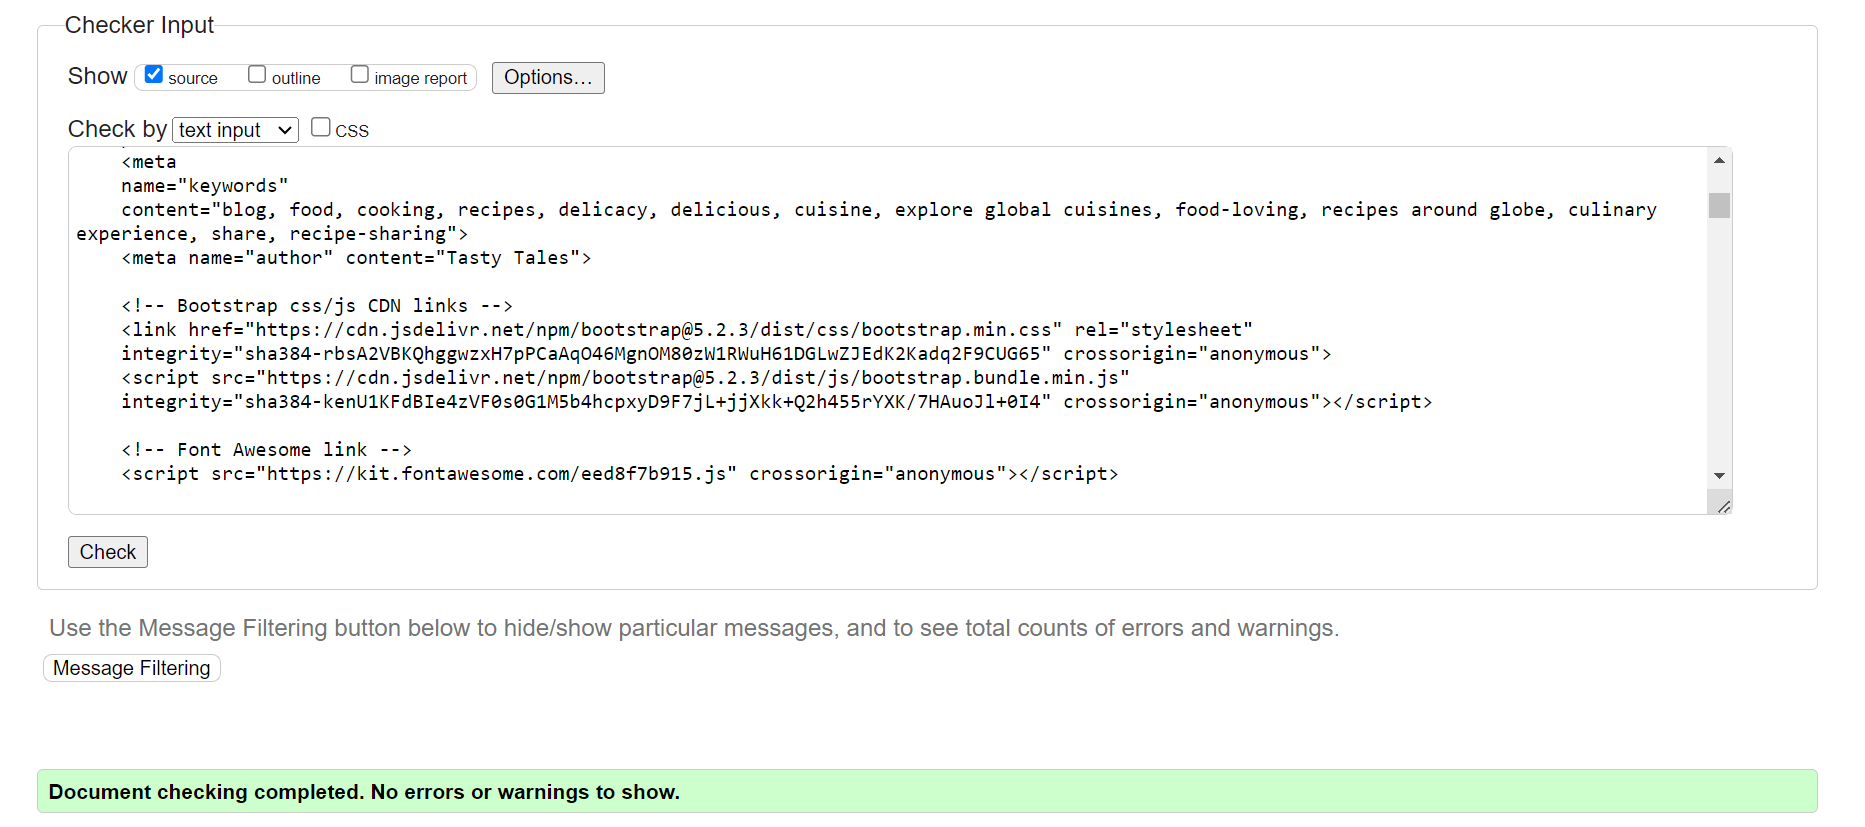 Checker Input
Show source outline image report Options...
Check by text input CSS
<meta
name="keywords"
content="blog, food, cooking, recipes, delicacy, delicious, cuisine, explore global cuisines, food-loving, recipes around globe, culinary
experience, share, recipe-sharing">
<meta name="author" content="Tasty Tales">
<!-- Bootstrap css/js CDN links -->
<link href="https://cdn.jsdelivr.net/npm/bootstrap@5.2.3/dist/css/bootstrap.min.css" rel="stylesheet"
integrity="sha384-rbsA2VBKQhggwzxH7pPCaAqO46MgnOM80zW1RWuH61DGLwZJEdK2Kadq2F9CUG65" crossorigin="anonymous">
<script src="https://cdn.jsdelivr.net/npm/bootstrap@5.2.3/dist/js/bootstrap.bundle.min.js"
integrity="sha384-kenU1KFdBIe4zVF0s0G1M5b4hcpxyD9F7jL+jjXkk+Q2h455rYXK/7HAuoJl+0I4" crossorigin="anonymous"></script>
<!-- Font Awesome link -->
<script src="https://kit.fontawesome.com/eed8f7b915.js" crossorigin="anonymous"></script>
Check
Use the Message Filtering button below to hide/show particular messages, and to see total counts of errors and warnings.
Message Filtering
Document checking completed. No errors or warnings to show.